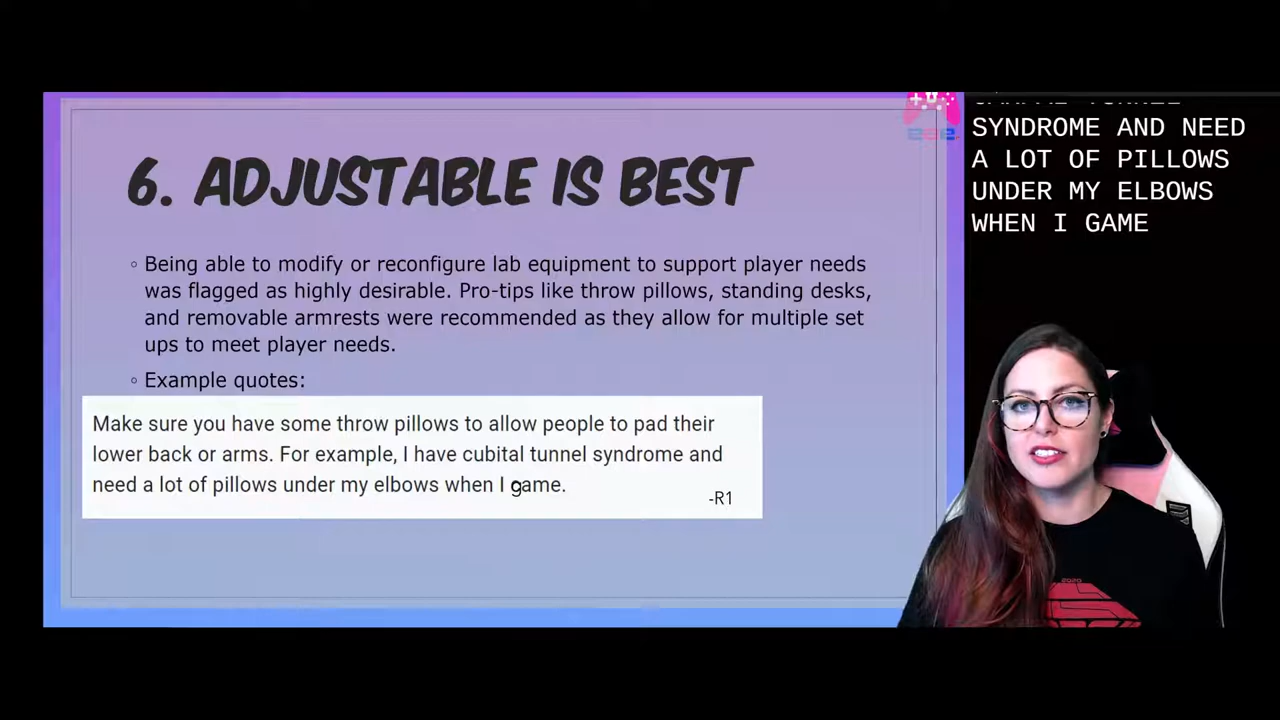 6. ADJUSTABLE IS BEST
◦ Being able to modify or reconfigure lab equipment to support player needs
was flagged as highly desirable. Pro-tips like throw pillows, standing desks,
and removable armrests were recommended as they allow for multiple set
ups to meet player needs.
◦ Example quotes:
Make sure you have some throw pillows to allow people to pad their
lower back or arms. For example, I have cubital tunnel syndrome and
need a lot of pillows under my elbows when I game.
-R1
eee
SYNDROME AND NEED
A LOT OF PILLOWS
UNDER MY ELBOWS
WHEN I GAME
2020